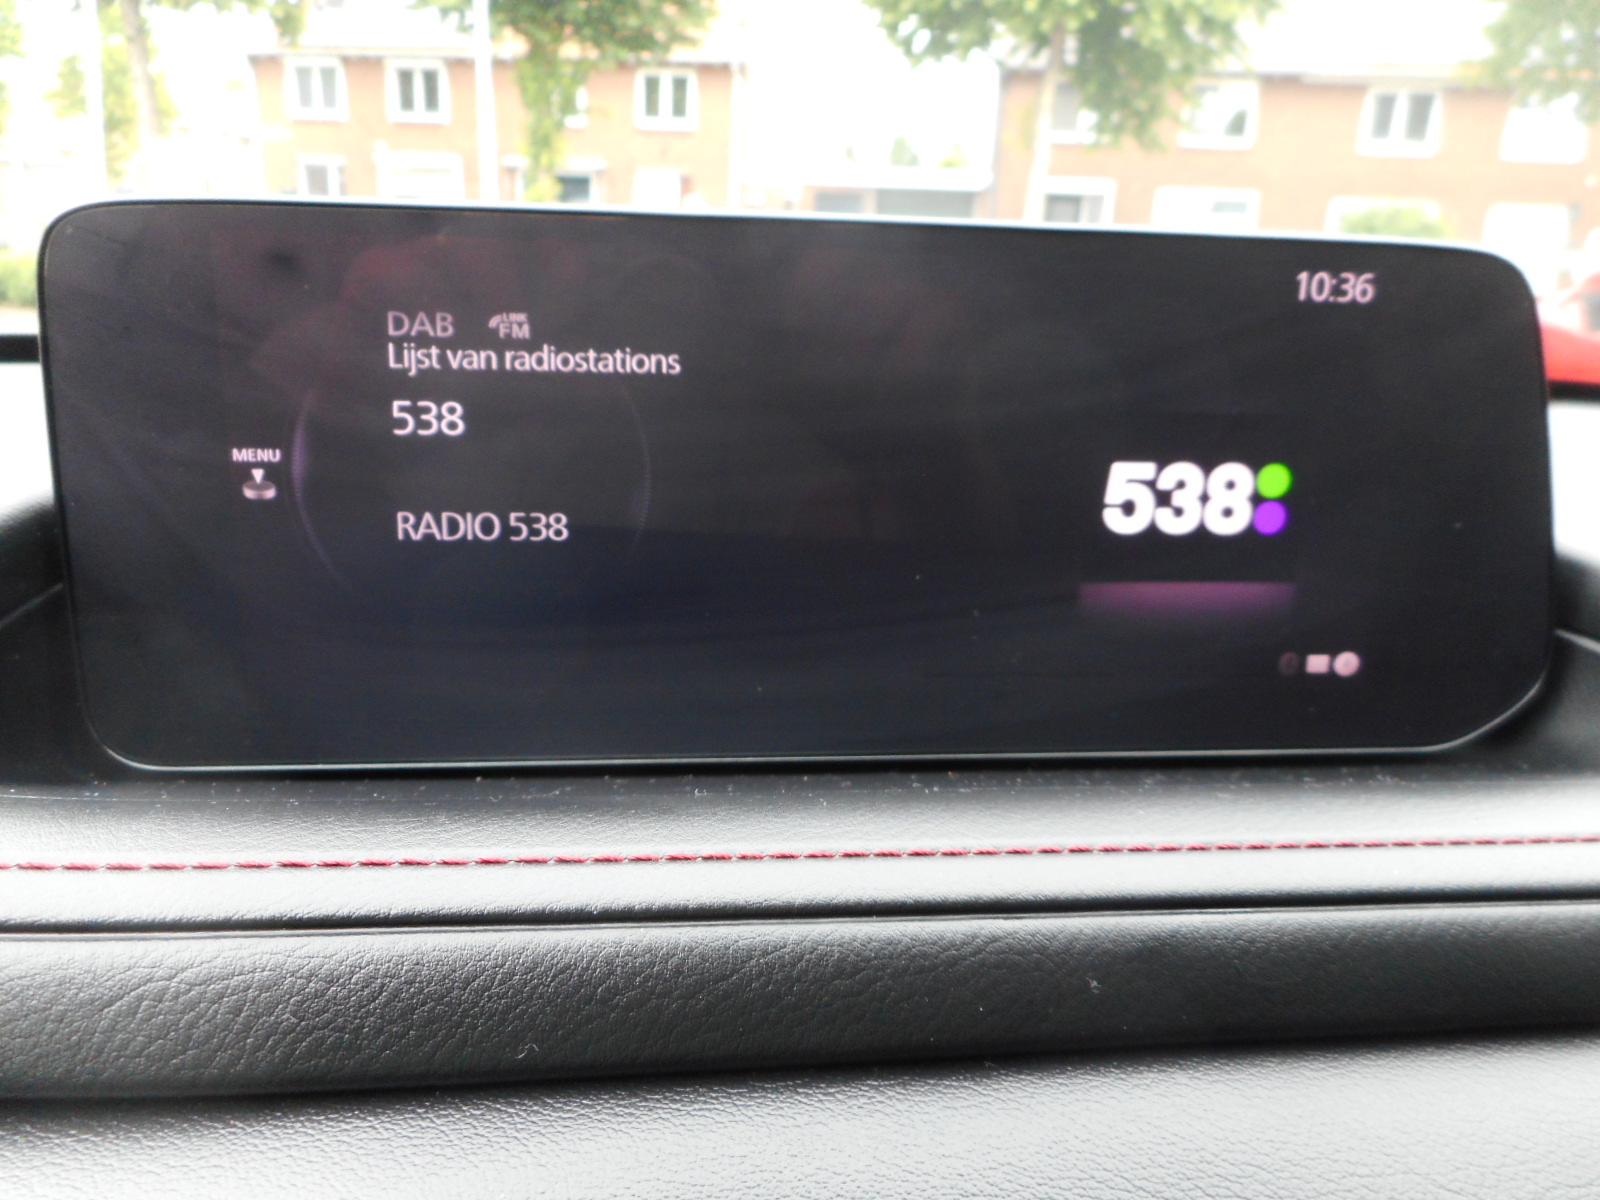 10:36
DAB LINK FM
Lijst van radiostations
538
MENU
538
RADIO 538